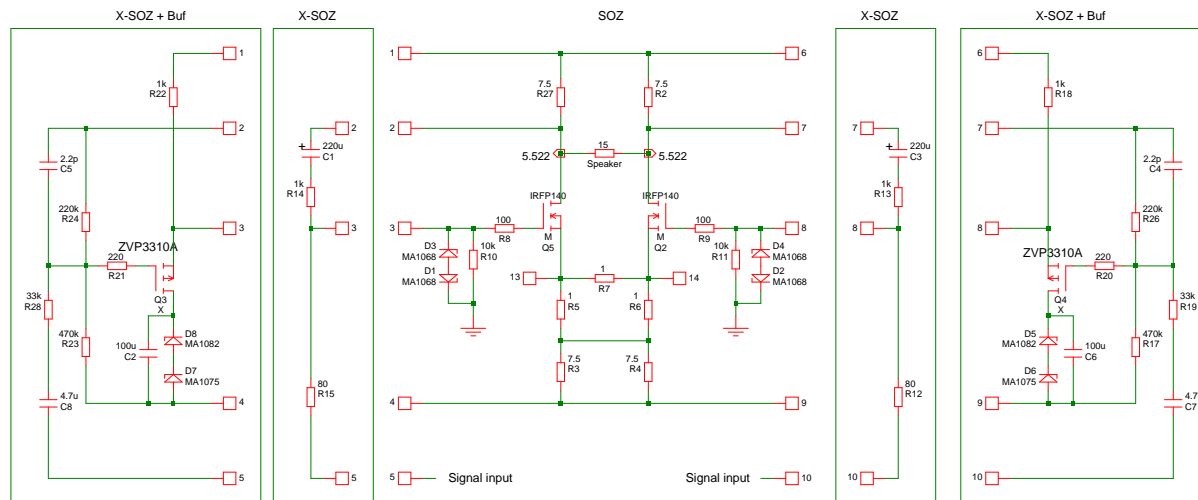 X-SOZ + Buf
X-SOZ
SOZ
X-SOZ
X-SOZ + Buf
1
1k
R22
2
2.2p
C5
220k
R24
3
ZVP3310A
220
R21
Q3
X
33k
R28
470k
R23
100u
C2
D8
MA1082
D7
MA1075
4
4.7u
C8
5
2
+
220u
C1
1k
R14
3
80
R15
5
1
6
7.5
R27
7.5
R2
2
7
5.522
15
Speaker
5.522
IRFP140
IRFP140
3
100
R8
M
Q5
M
Q2
100
R9
8
D3
MA1068
D1
MA1068
10k
R10
10k
R11
D4
MA1068
D2
MA1068
13
1
R7
14
1
R5
1
R6
7.5
R3
7.5
R4
4
9
5
Signal input
Signal input
10
7
+
220u
C3
1k
R13
8
80
R12
10
6
1k
R18
7
2.2p
C4
220k
R26
8
ZVP3310A
220
R20
Q4
X
33k
R19
470k
R17
D5
MA1082
100u
C6
D6
MA1075
9
4.7
C7
10